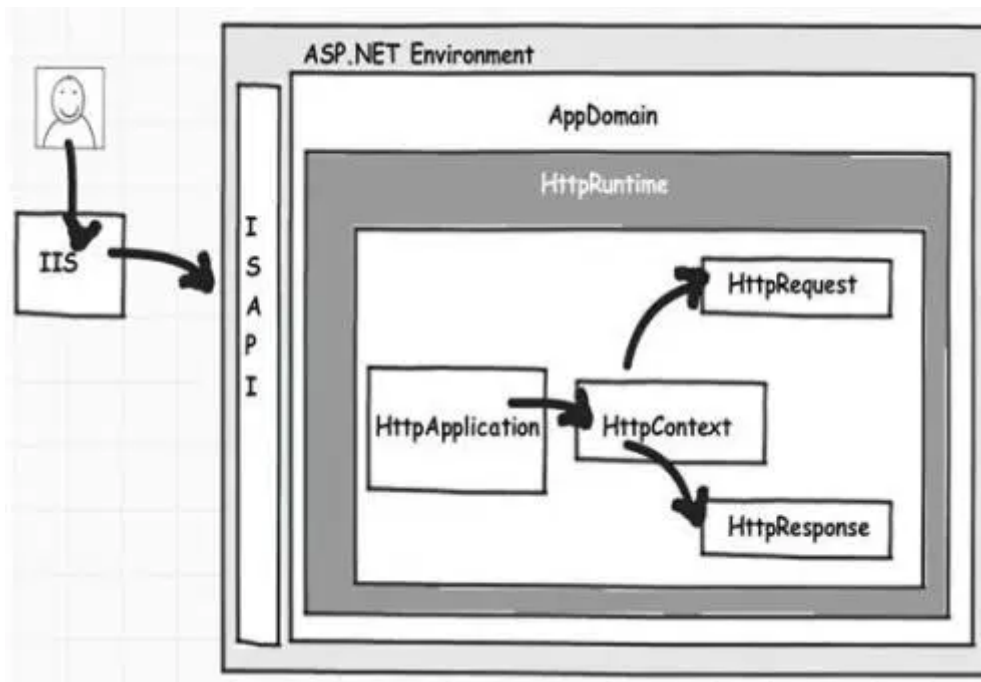 ASP.NET Environment
AppDomain
HttpRuntime
IIS
I
S
A
P
I
HttpRequest
HttpApplication
HttpContext
HttpResponse